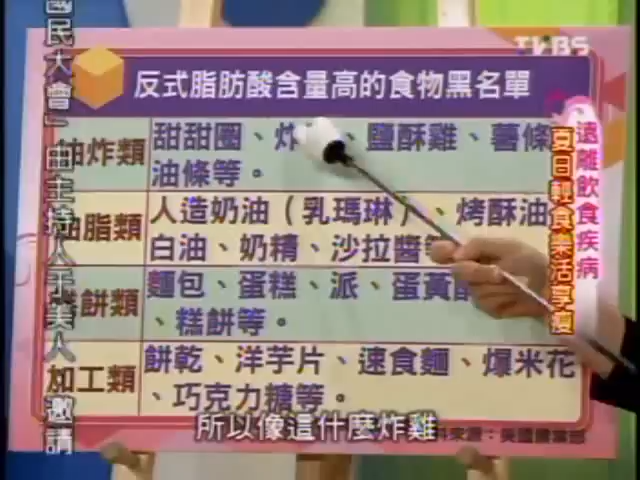 TVBS
國民大會」由主持人于美人 邀請
反式脂肪酸含量高的食物黑名單
油炸類
甜甜圈、炸、鹽酥雞、薯條
油條等。
油脂類
人造奶油（乳瑪琳）、烤酥油
白油、奶精、沙拉醬等
餅類
麵包、蛋糕、派、蛋黃
、糕餅等。
加工類
餅乾、洋芋片、速食麵、爆米花
、巧克力糖等。
料來源：美國
遠離飲食疾病
夏日輕食樂活享瘦
所以像這什麼炸雞